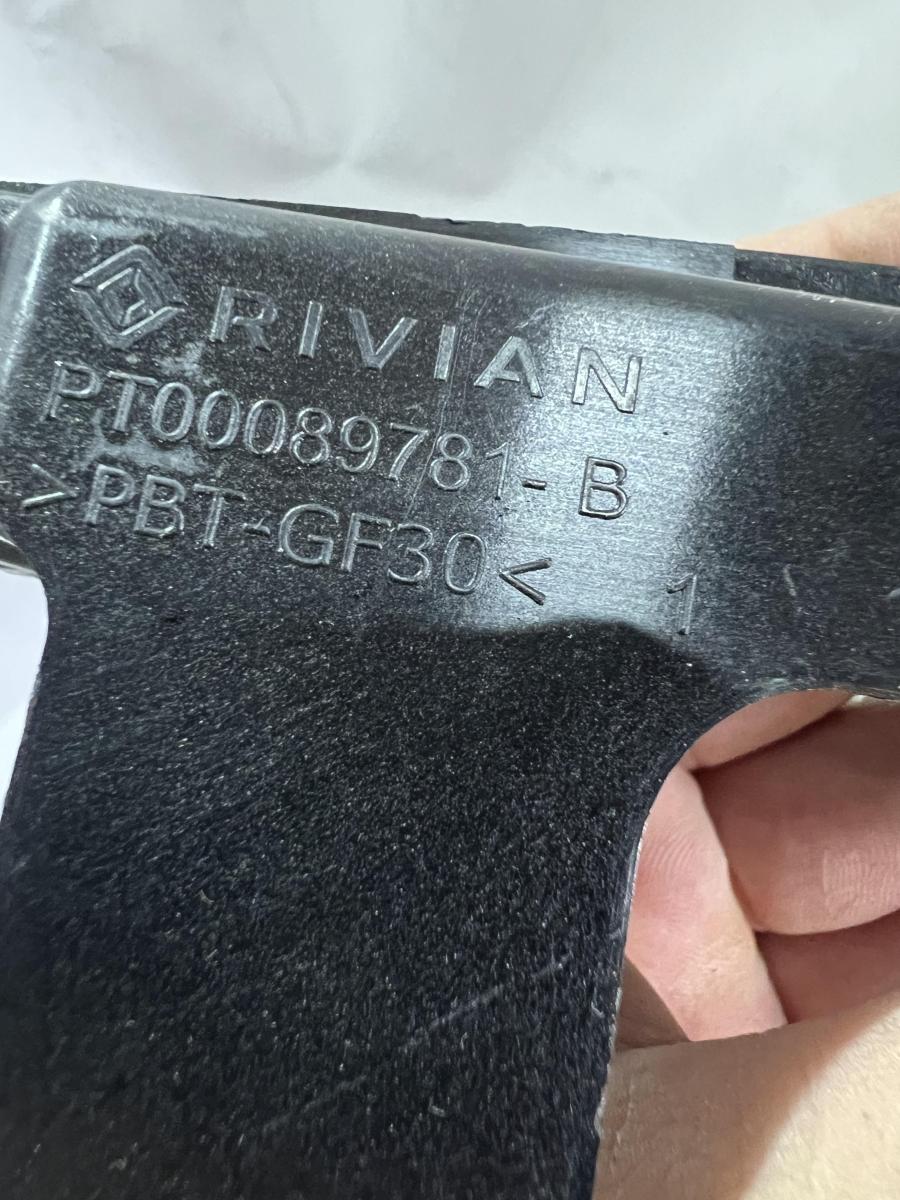 RIVIAN
PT00089781-B
>PBT-GF30< 1